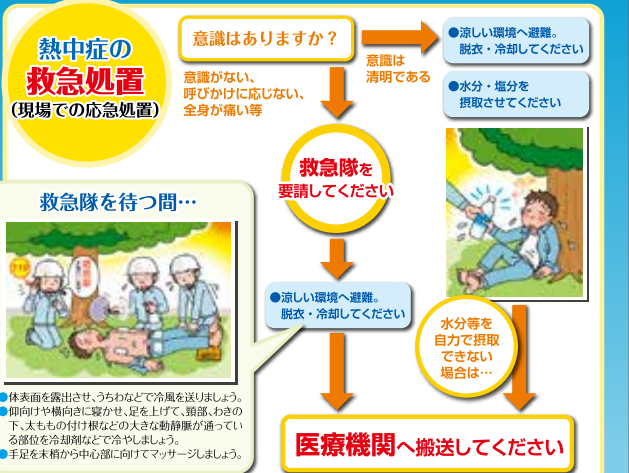 熱中症の
救急処置
(現場での応急処置)
意識はありますか？
意識は
清明である
●涼しい環境へ避難。
脱衣・冷却してください
●水分・塩分を
摂取させてください
意識がない、
呼びかけに応じない、
全身が痛い等
救急隊を
要請してください
●涼しい環境へ避難。
脱衣・冷却してください
水分等を
自力で摂取
できない
場合は…
医療機関へ搬送してください
救急隊を待つ間…
●体表面を露出させ、うちわなどで冷風を送りましょう。
●仰向けや横向きに寝かせ、足を上げて、頸部、わきの
下、太ももの付け根などの大きな動静脈が通ってい
る部位を冷却剤などで冷やしましょう。
●手足を末梢から中心部に向けてマッサージしましょう。